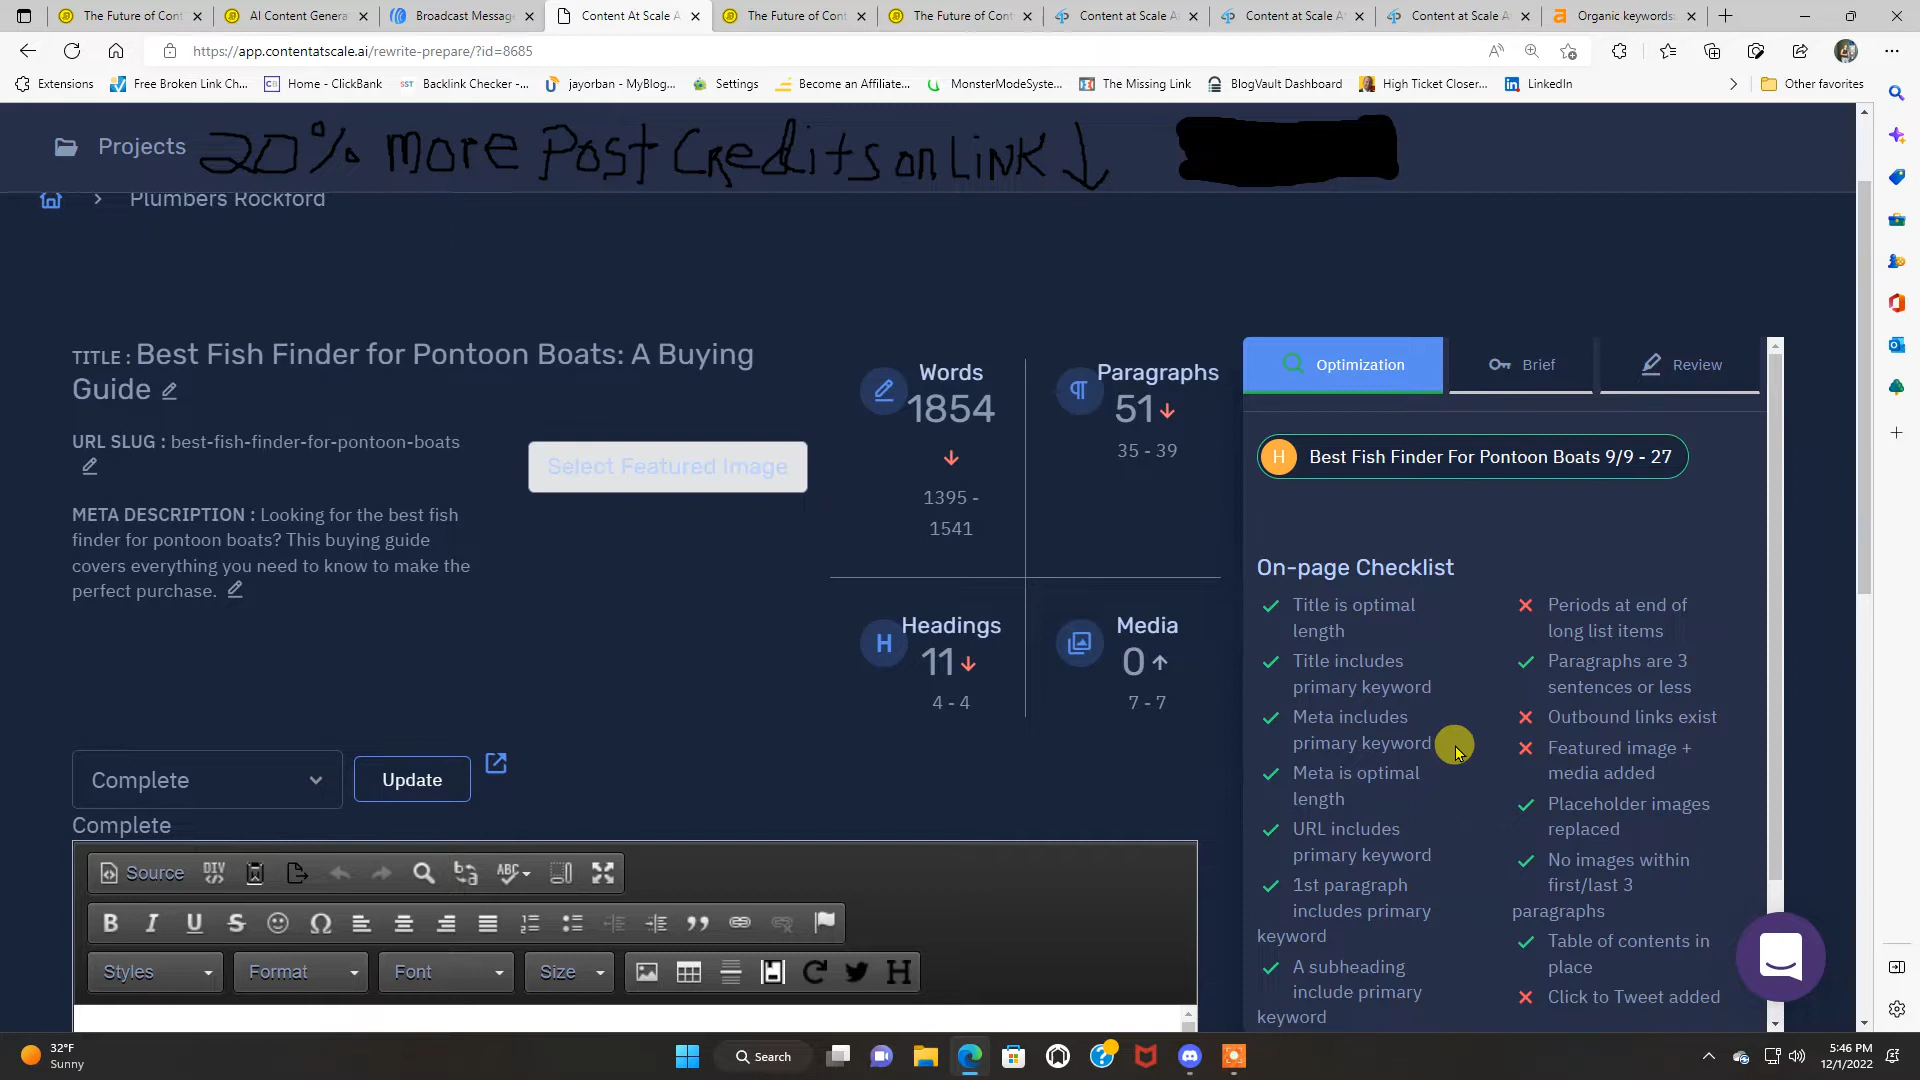 The Future of Cont
AI Content Genera
Broadcast Messag
Content At Scale A
The Future of Cont
The Future of Cont
Content at Scale A
Content at Scale A
Content at Scale A
Organic keywords:
https://app.contentatscale.ai/rewrite-prepare/?id=8685
Extensions
Free Broken Link Ch...
Home - ClickBank
SST
Backlink Checker -...
jayorban - MyBlog...
Settings
Become an Affiliate...
MonsterModeSyste...
The Missing Link
BlogVault Dashboard
High Ticket Closer...
LinkedIn
Other favorites
Projects
20% more Post Credits on Link
Plumbers Rockford
TITLE : Best Fish Finder for Pontoon Boats: A Buying
Guide
URL SLUG : best-fish-finder-for-pontoon-boats
META DESCRIPTION : Looking for the best fish
finder for pontoon boats? This buying guide
covers everything you need to know to make the
perfect purchase.
Select Featured Image
Words
1854
1395 -
1541
Paragraphs
51
35 - 39
Headings
11
4 - 4
Media
0
7 - 7
Complete
Update
Complete
Source
DIV
ABC
B I U S
Styles
Format
Font
Size
H
Optimization
Brief
Review
H
Best Fish Finder For Pontoon Boats 9/9 - 27
On-page Checklist
Title is optimal
length
Title includes
primary keyword
Meta includes
primary keyword
Meta is optimal
length
URL includes
primary keyword
1st paragraph
includes primary
keyword
A subheading
include primary
keyword
Periods at end of
long list items
Paragraphs are 3
sentences or less
Outbound links exist
Featured image +
media added
Placeholder images
replaced
No images within
first/last 3
paragraphs
Table of contents in
place
Click to Tweet added
32°F
Sunny
Search
5:46 PM
12/1/2022